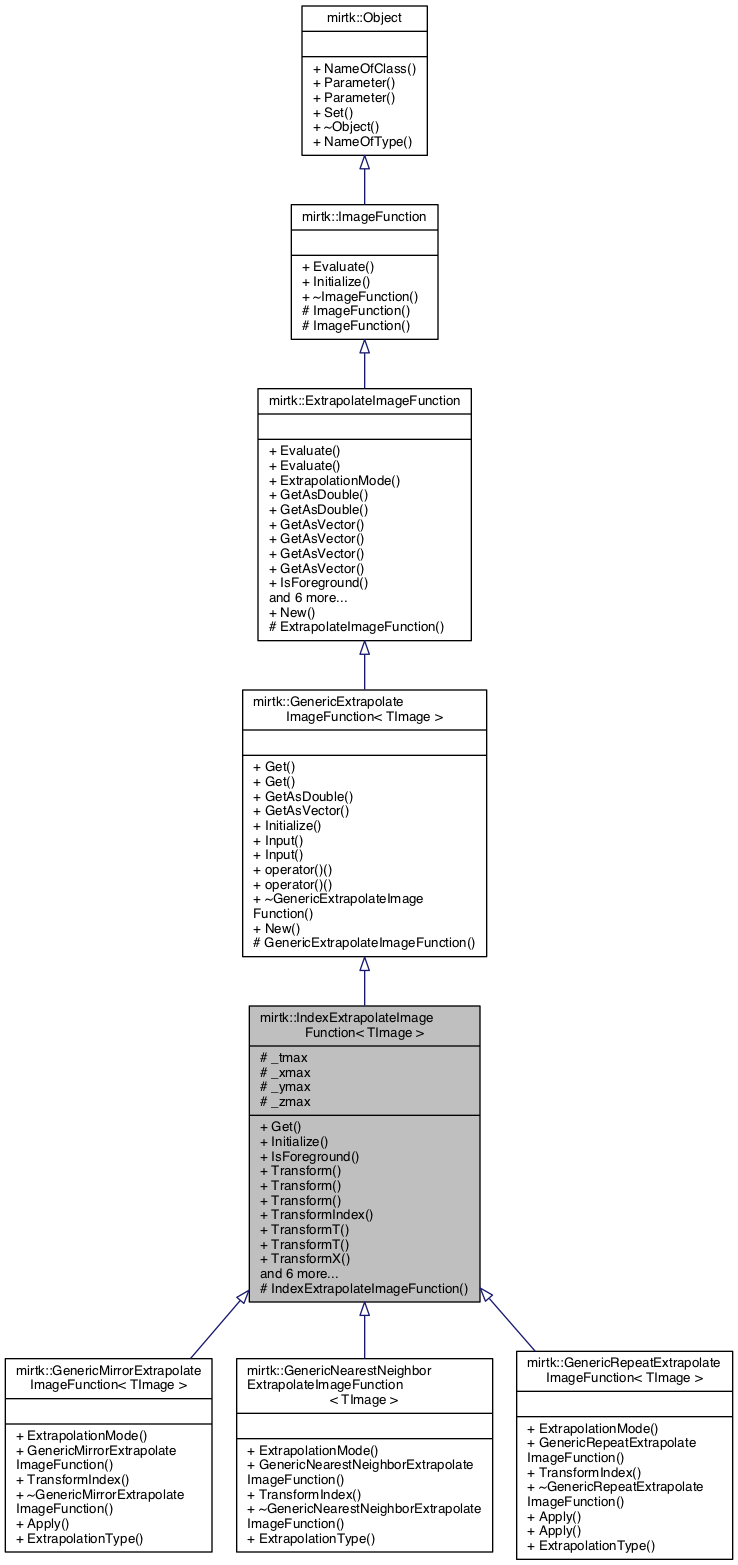 mirtk::Object
+ NameOfClass()
+ Parameter()
+ Parameter()
+ Set()
+ ~Object()
+ NameOfType()
mirtk::ImageFunction
+ Evaluate()
+ Initialize()
+ ~ImageFunction()
# ImageFunction()
# ImageFunction()
mirtk::ExtrapolateImageFunction
+ Evaluate()
+ Evaluate()
+ ExtrapolationMode()
+ GetAsDouble()
+ GetAsDouble()
+ GetAsVector()
+ GetAsVector()
+ GetAsVector()
+ GetAsVector()
+ IsForeground()
and 6 more...
+ New()
# ExtrapolateImageFunction()
mirtk::GenericExtrapolate
ImageFunction< TImage >
+ Get()
+ Get()
+ GetAsDouble()
+ GetAsVector()
+ Initialize()
+ Input()
+ Input()
+ operator()()
+ operator()()
+ ~GenericExtrapolateImage
Function()
+ New()
# GenericExtrapolateImageFunction()
mirtk::IndexExtrapolateImage
Function< TImage >
# _tmax
# _xmax
# _ymax
# _zmax
+ Get()
+ Initialize()
+ IsForeground()
+ Transform()
+ Transform()
+ Transform()
+ TransformIndex()
+ TransformT()
+ TransformT()
+ TransformX()
and 6 more...
# IndexExtrapolateImageFunction()
mirtk::GenericMirrorExtrapolate
ImageFunction< TImage >
+ ExtrapolationMode()
+ GenericMirrorExtrapolate
ImageFunction()
+ TransformIndex()
+ ~GenericMirrorExtrapolate
ImageFunction()
+ Apply()
+ ExtrapolationType()
mirtk::GenericNearestNeighbor
ExtrapolateImageFunction
< TImage >
+ ExtrapolationMode()
+ GenericNearestNeighborExtrapolate
ImageFunction()
+ TransformIndex()
+ ~GenericNearestNeighborExtrapolate
ImageFunction()
+ ExtrapolationType()
mirtk::GenericRepeatExtrapolate
ImageFunction< TImage >
+ ExtrapolationMode()
+ GenericRepeatExtrapolate
ImageFunction()
+ TransformIndex()
+ ~GenericRepeatExtrapolate
ImageFunction()
+ Apply()
+ Apply()
+ ExtrapolationType()